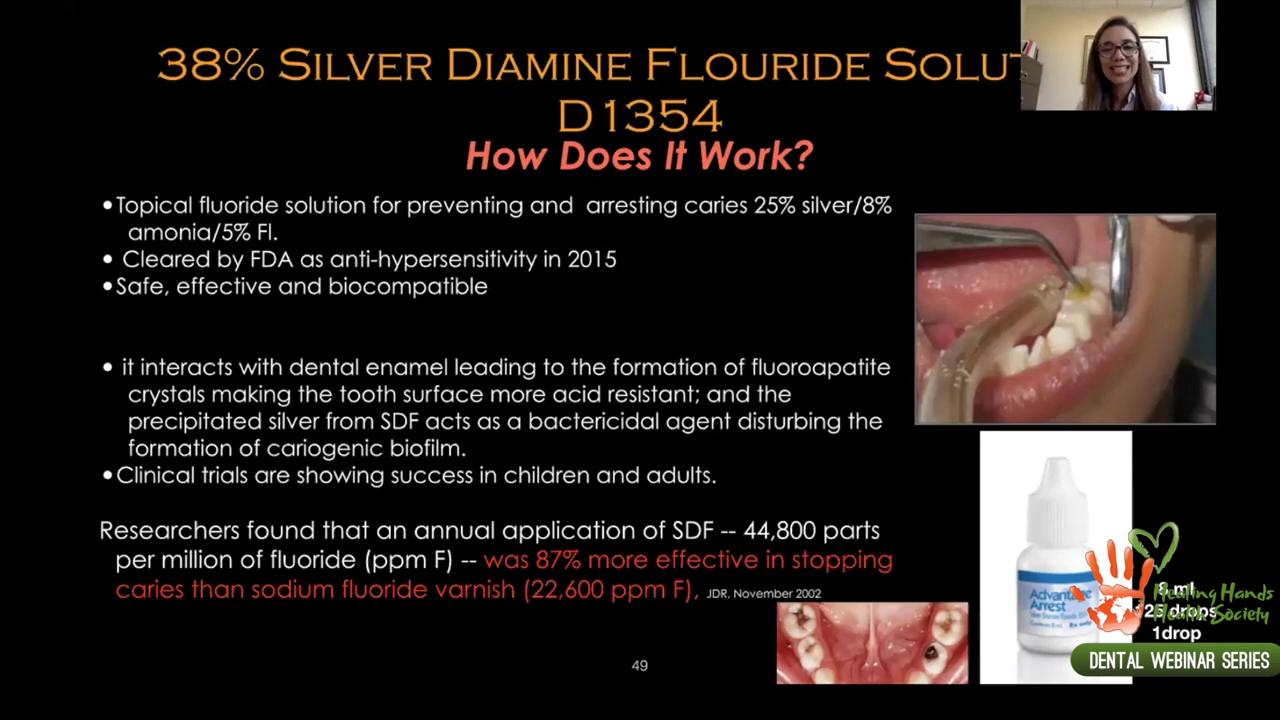 38% SILVER DIAMINE FLOURIDE SOLUT
D1354
How Does It Work?
•Topical fluoride solution for preventing and arresting caries 25% silver/8%
amonia/5% Fl.
• Cleared by FDA as anti-hypersensitivity in 2015
•Safe, effective and biocompatible
• it interacts with dental enamel leading to the formation of fluoroapatite
crystals making the tooth surface more acid resistant; and the
precipitated silver from SDF acts as a bactericidal agent disturbing the
formation of cariogenic biofilm.
•Clinical trials are showing success in children and adults.
Researchers found that an annual application of SDF -- 44,800 parts
per million of fluoride (ppm F) -- was 87% more effective in stopping
caries than sodium fluoride varnish (22,600 ppm F), JDR, November 2002
49
Advantage
Arrest
8 ml
drops
1drop
Healing Hands
Health Society
DENTAL WEBINAR SERIES